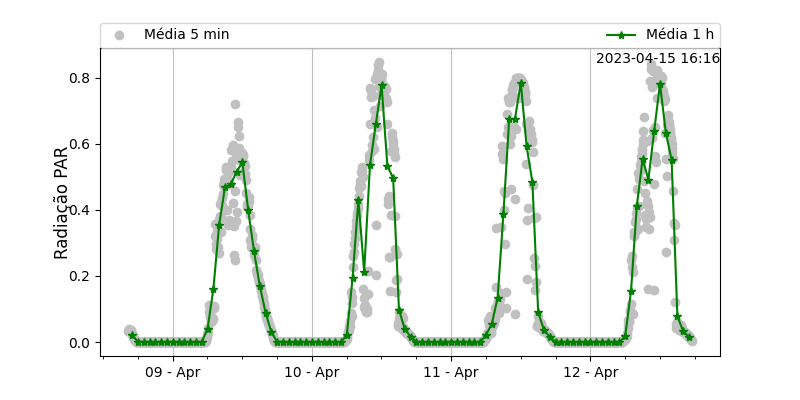 Média 5 min
Média 1 h
2023-04-15 16:16
Radiação PAR
0.8
0.6
0.4
0.2
0.0
09 - Apr
10 - Apr
11 - Apr
12 - Apr